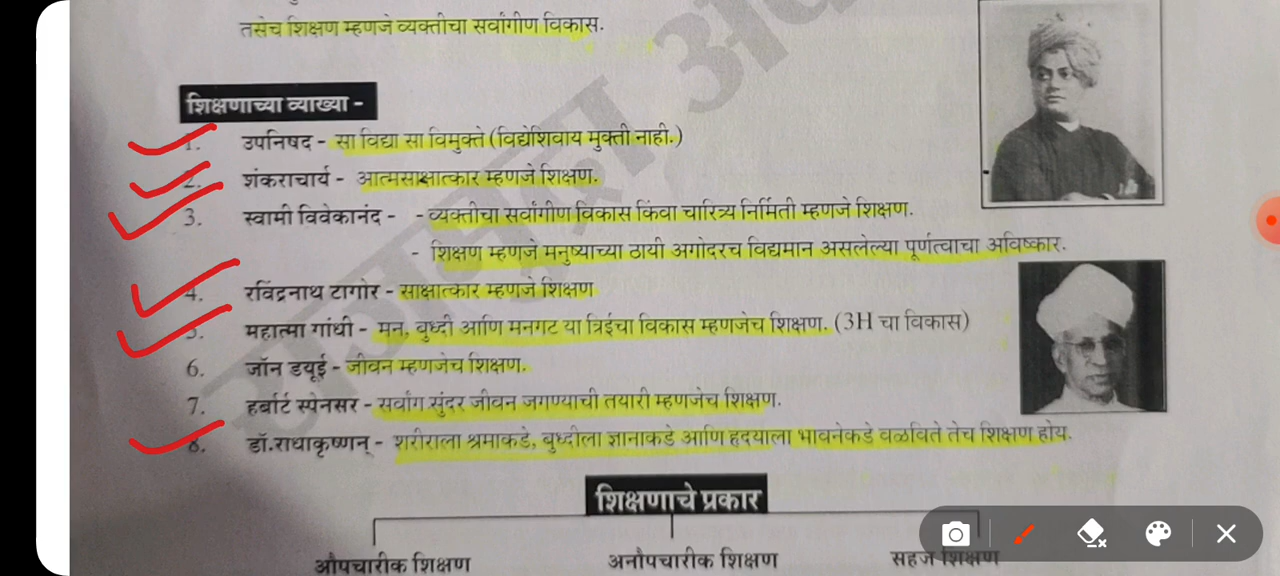 तसेच शिक्षण म्हणजे व्यक्तीचा सर्वांगीण विकास.
शिक्षणाच्या व्याख्या -
1. उपनिषद - सा विद्या सा विमुक्ते (विद्येशिवाय मुक्ती नाही.)
2. शंकराचार्य - आत्मसाक्षात्कार म्हणजे शिक्षण.
3. स्वामी विवेकानंद - - व्यक्तीचा सर्वांगीण विकास किंवा चारित्र्य निर्मिती म्हणजे शिक्षण.
- शिक्षण म्हणजे मनुष्याच्या ठायी अगोदरच विद्यमान असलेल्या पूर्णत्वाचा अविष्कार.
4. रविंद्रनाथ टागोर - साक्षात्कार म्हणजे शिक्षण
5. महात्मा गांधी - मन, बुध्दी आणि मनगट या त्रिईचा विकास म्हणजेच शिक्षण. (3H चा विकास)
6. जॉन डयूई - जीवन म्हणजेच शिक्षण.
7. हर्बार्ट स्पेनसर - सर्वांग सुंदर जीवन जगण्याची तयारी म्हणजेच शिक्षण.
8. डॉ.राधाकृष्णन् - शरीराला श्रमाकडे, बुध्दीला ज्ञानाकडे आणि हृदयाला भावनेकडे वळविते तेच शिक्षण होय.
शिक्षणाचे प्रकार
औपचारीक शिक्षण अनौपचारीक शिक्षण सहज शिक्षण